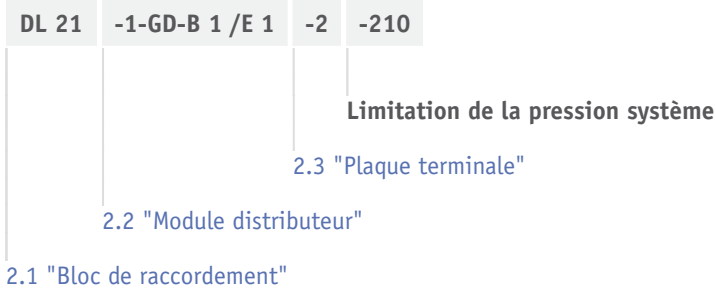 DL 21 -1-GD-B 1 /E 1 -2 -210
Limitation de la pression système
2.3 "Plaque terminale"
2.2 "Module distributeur"
2.1 "Bloc de raccordement"